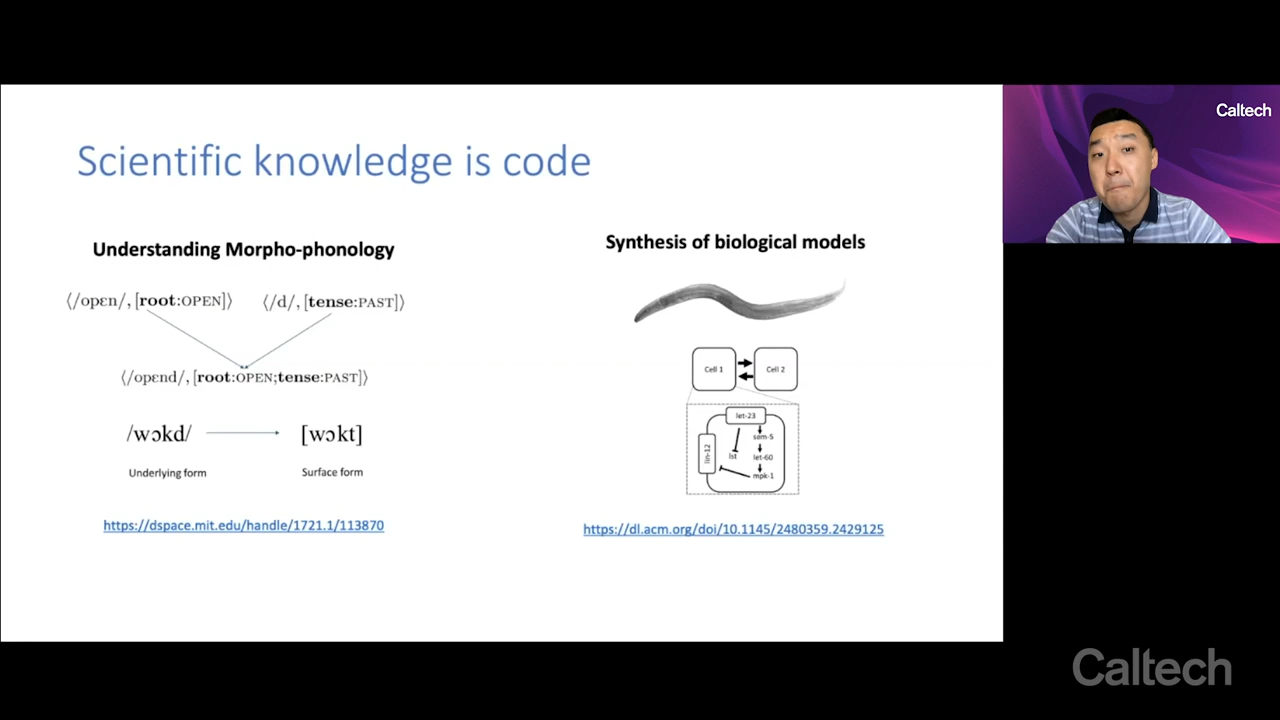 Caltech
Scientific knowledge is code
Understanding Morpho-phonology
⟨/opɛn/, [root:OPEN]⟩ ⟨/d/, [tense:PAST]⟩
⟨/opɛnd/, [root:OPEN;tense:PAST]⟩
/wɔkd/ [wɔkt]
Underlying form Surface form
https://dspace.mit.edu/handle/1721.1/113870
Synthesis of biological models
Cell 1 Cell 2
let-23
sem-5
lin-12
lst let-60
mpk-1
https://dl.acm.org/doi/10.1145/2480359.2429125
Caltech